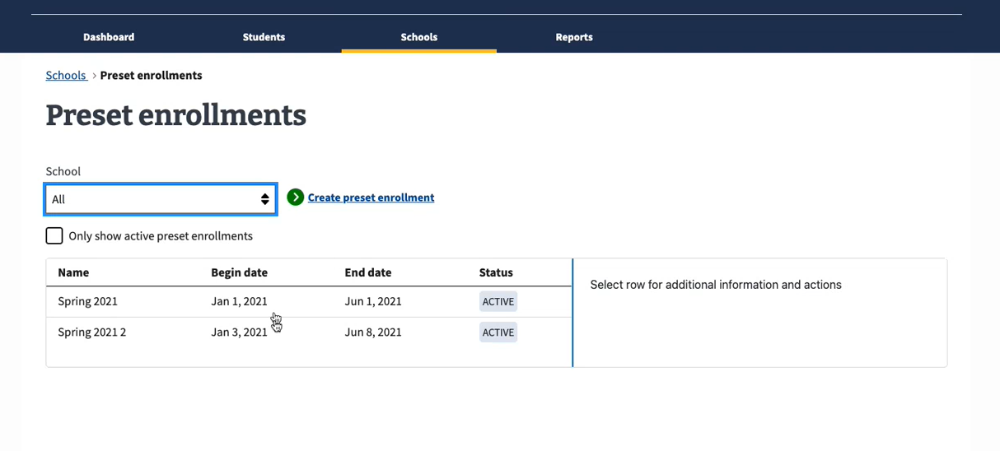 Dashboard Students Schools Reports
Schools › Preset enrollments
Preset enrollments
School
All
Create preset enrollment
Only show active preset enrollments
Name Begin date End date Status
Select row for additional information and actions
Spring 2021 Jan 1, 2021 Jun 1, 2021 ACTIVE
Spring 2021 2 Jan 3, 2021 Jun 8, 2021 ACTIVE